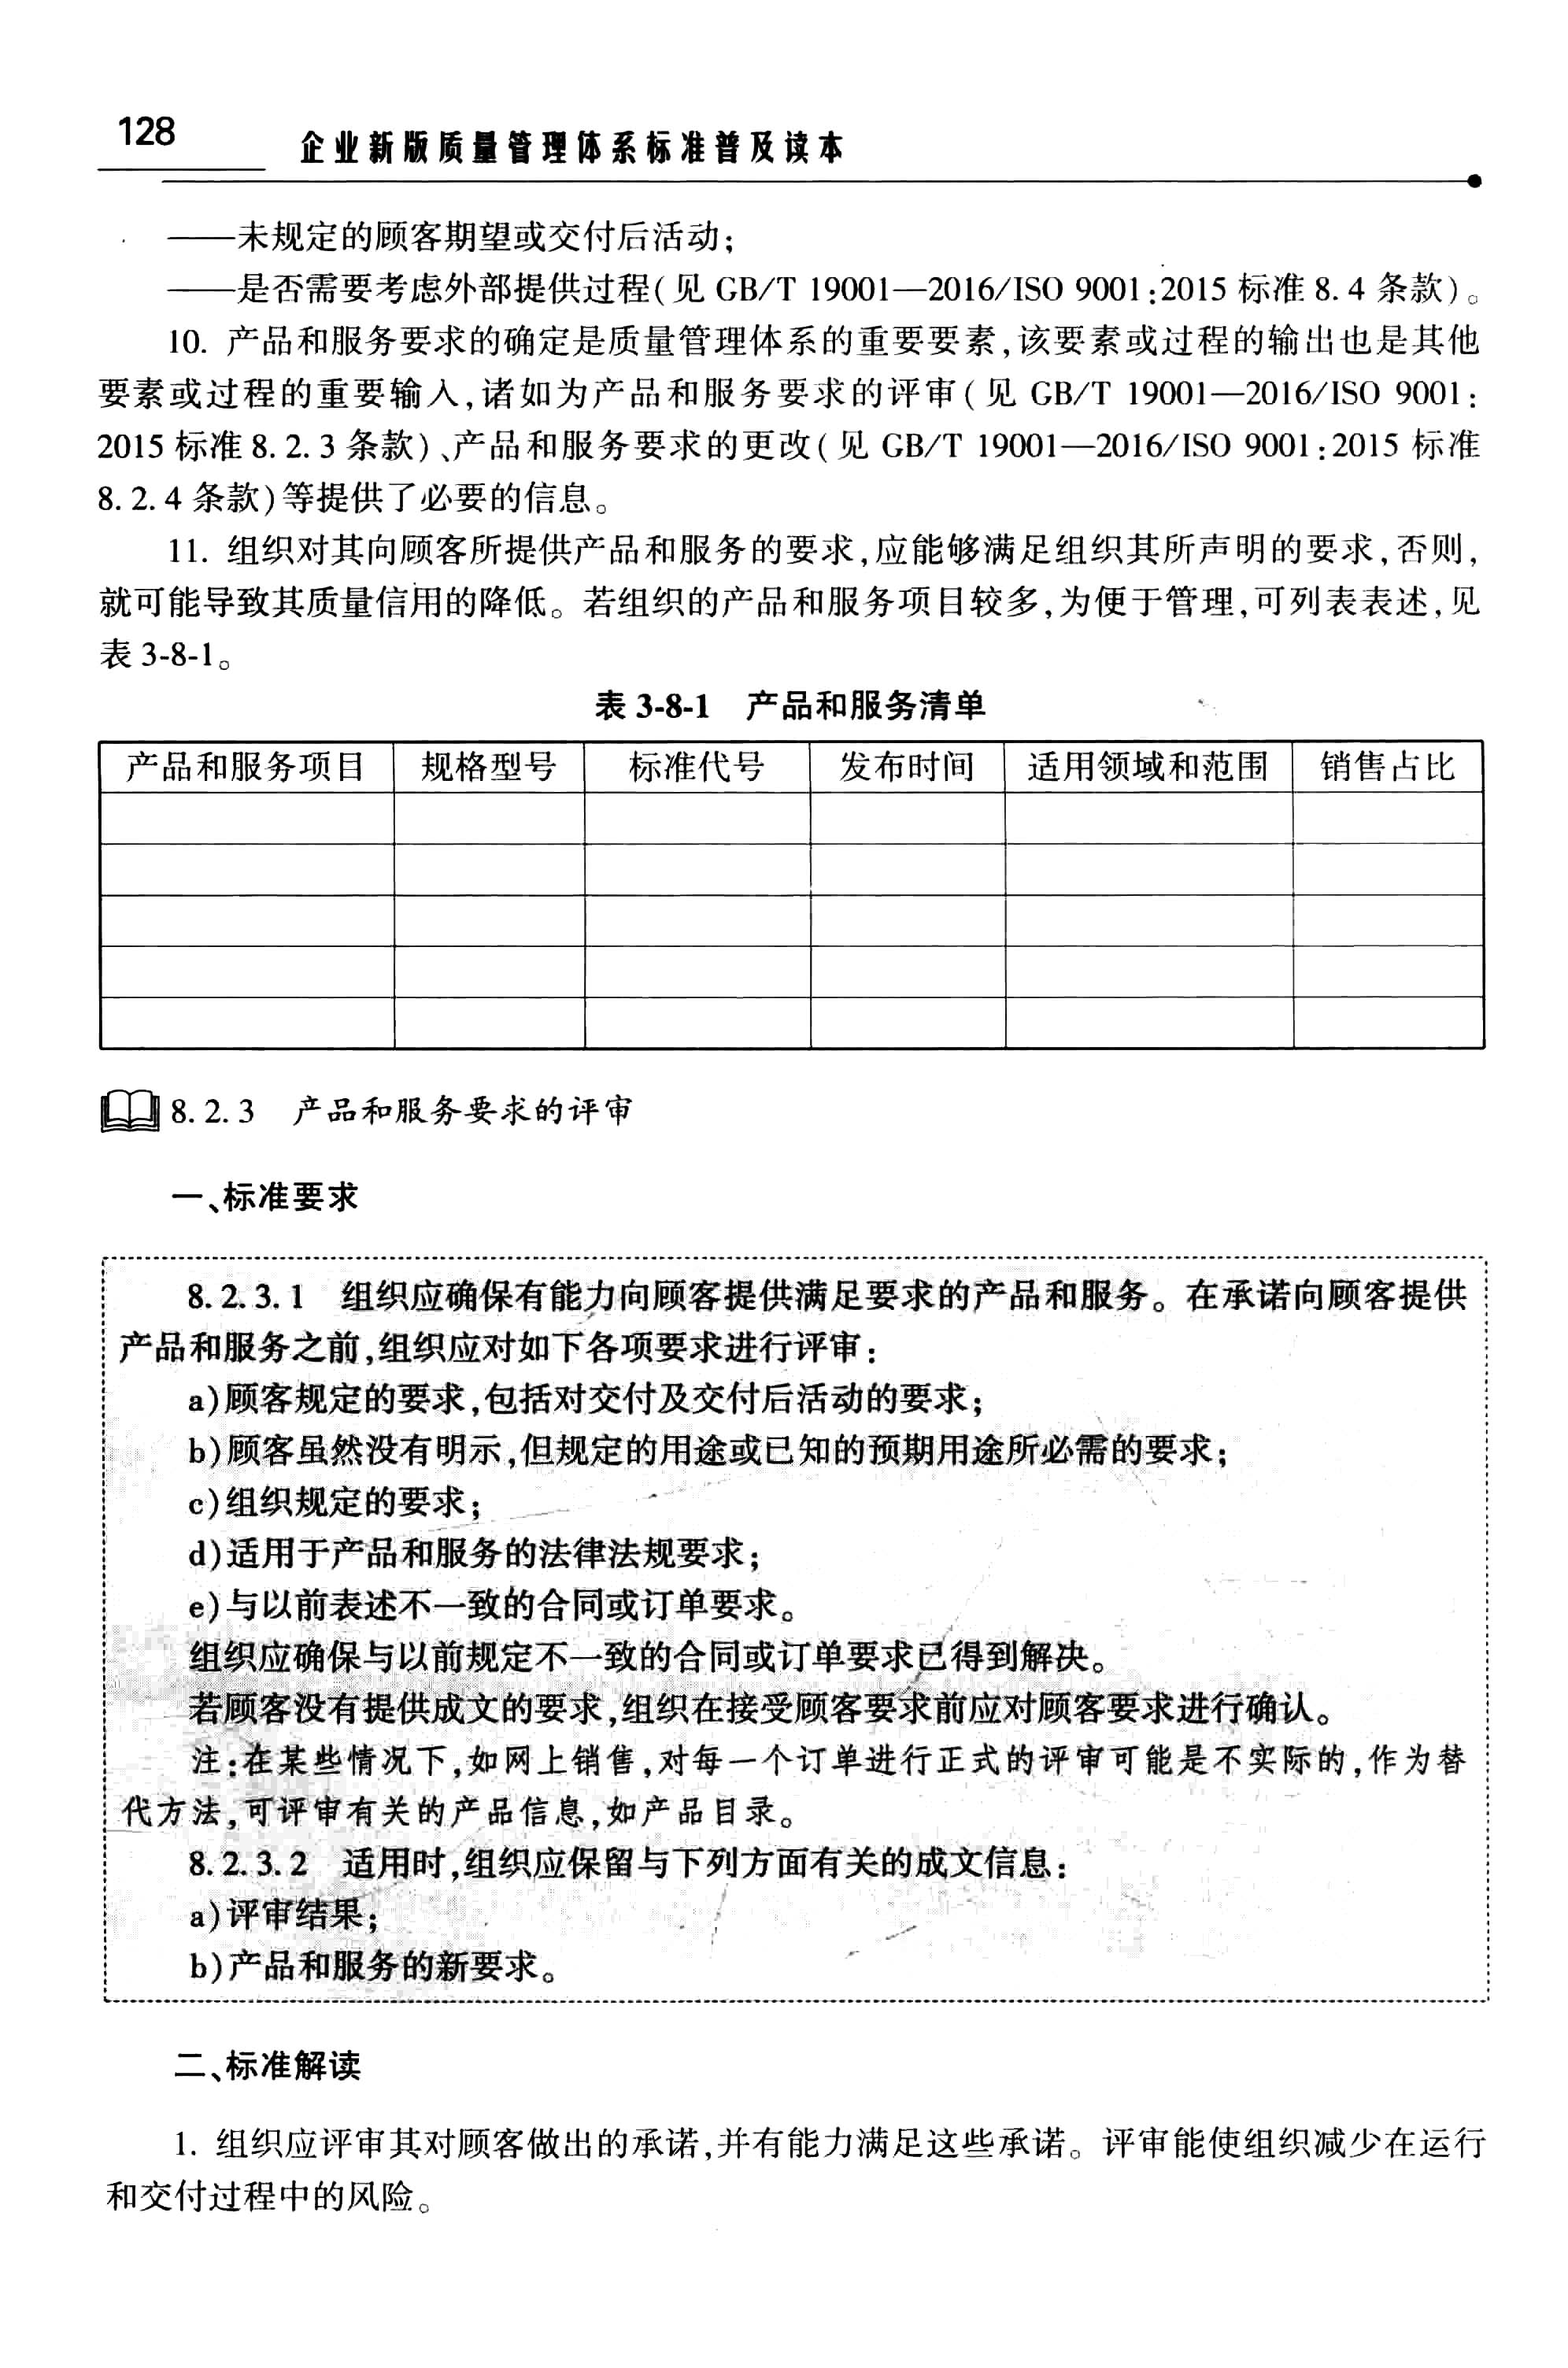 128
企业新版质量管理体系标准普及读本
——未规定的顾客期望或交付后活动;
——是否需要考虑外部提供过程(见 GB/T 19001—2016/ISO 9001:2015 标准 8.4 条款)。
10. 产品和服务要求的确定是质量管理体系的重要要素,该要素或过程的输出也是其他
要素或过程的重要输入,诸如为产品和服务要求的评审(见 GB/T 19001—2016/ISO 9001:
2015 标准 8.2.3 条款)、产品和服务要求的更改(见 GB/T 19001—2016/ISO 9001:2015 标准
8.2.4 条款)等提供了必要的信息。
11. 组织对其向顾客所提供产品和服务的要求,应能够满足组织其所声明的要求,否则,
就可能导致其质量信用的降低。若组织的产品和服务项目较多,为便于管理,可列表表述,见
表 3-8-1。
表 3-8-1 产品和服务清单
产品和服务项目 规格型号 标准代号 发布时间 适用领域和范围 销售占比
8.2.3 产品和服务要求的评审
一、标准要求
8.2.3.1 组织应确保有能力向顾客提供满足要求的产品和服务。在承诺向顾客提供
产品和服务之前,组织应对如下各项要求进行评审:
a)顾客规定的要求,包括对交付及交付后活动的要求;
b)顾客虽然没有明示,但规定的用途或已知的预期用途所必需的要求;
c)组织规定的要求;
d)适用于产品和服务的法律法规要求;
e)与以前表述不一致的合同或订单要求。
组织应确保与以前规定不一致的合同或订单要求已得到解决。
若顾客没有提供成文的要求,组织在接受顾客要求前应对顾客要求进行确认。
注:在某些情况下,如网上销售,对每一个订单进行正式的评审可能是不实际的,作为替
代方法,可评审有关的产品信息,如产品目录。
8.2.3.2 适用时,组织应保留与下列方面有关的成文信息:
a)评审结果;
b)产品和服务的新要求。
二、标准解读
1. 组织应评审其对顾客做出的承诺,并有能力满足这些承诺。评审能使组织减少在运行
和交付过程中的风险。